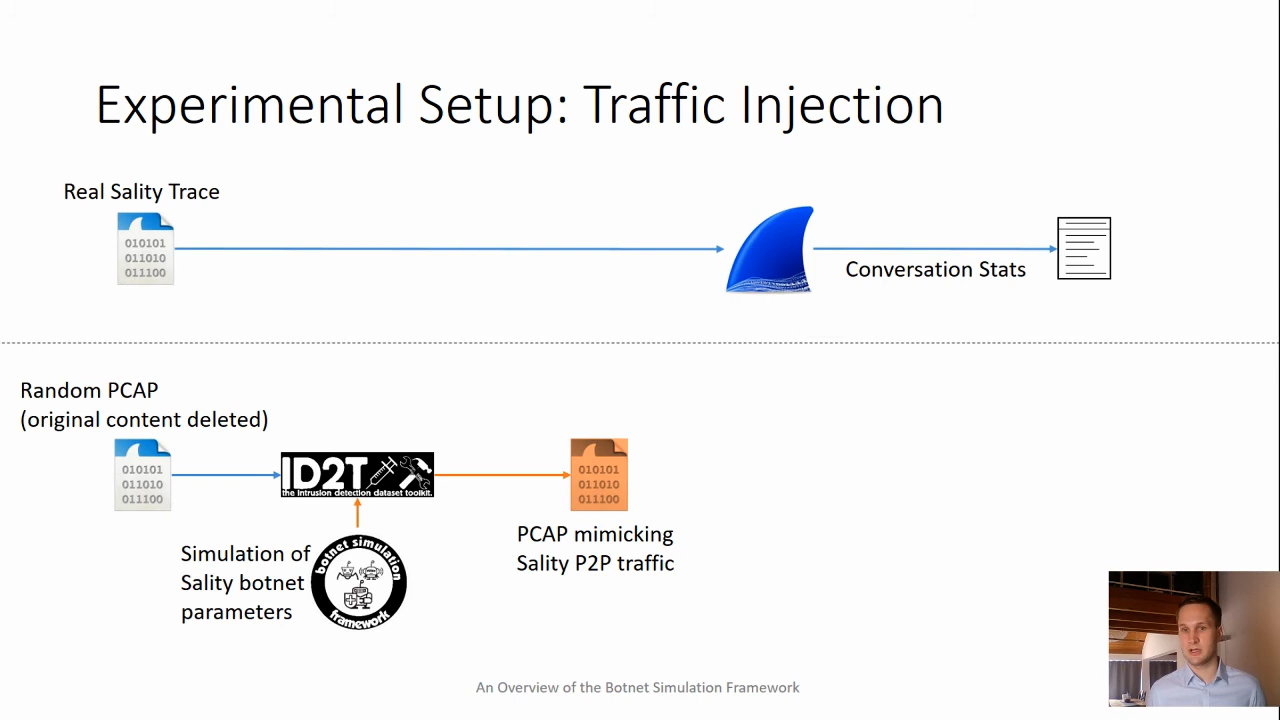 Experimental Setup: Traffic Injection
Real Sality Trace
010101
011010
011100
Conversation Stats
Random PCAP
(original content deleted)
010101
011010
011100
ID2T
the intrusion detection dataset toolkit.
010101
011010
011100
PCAP mimicking
Sality P2P traffic
Simulation of
Sality botnet
parameters
botnet simulation
framework
An Overview of the Botnet Simulation Framework